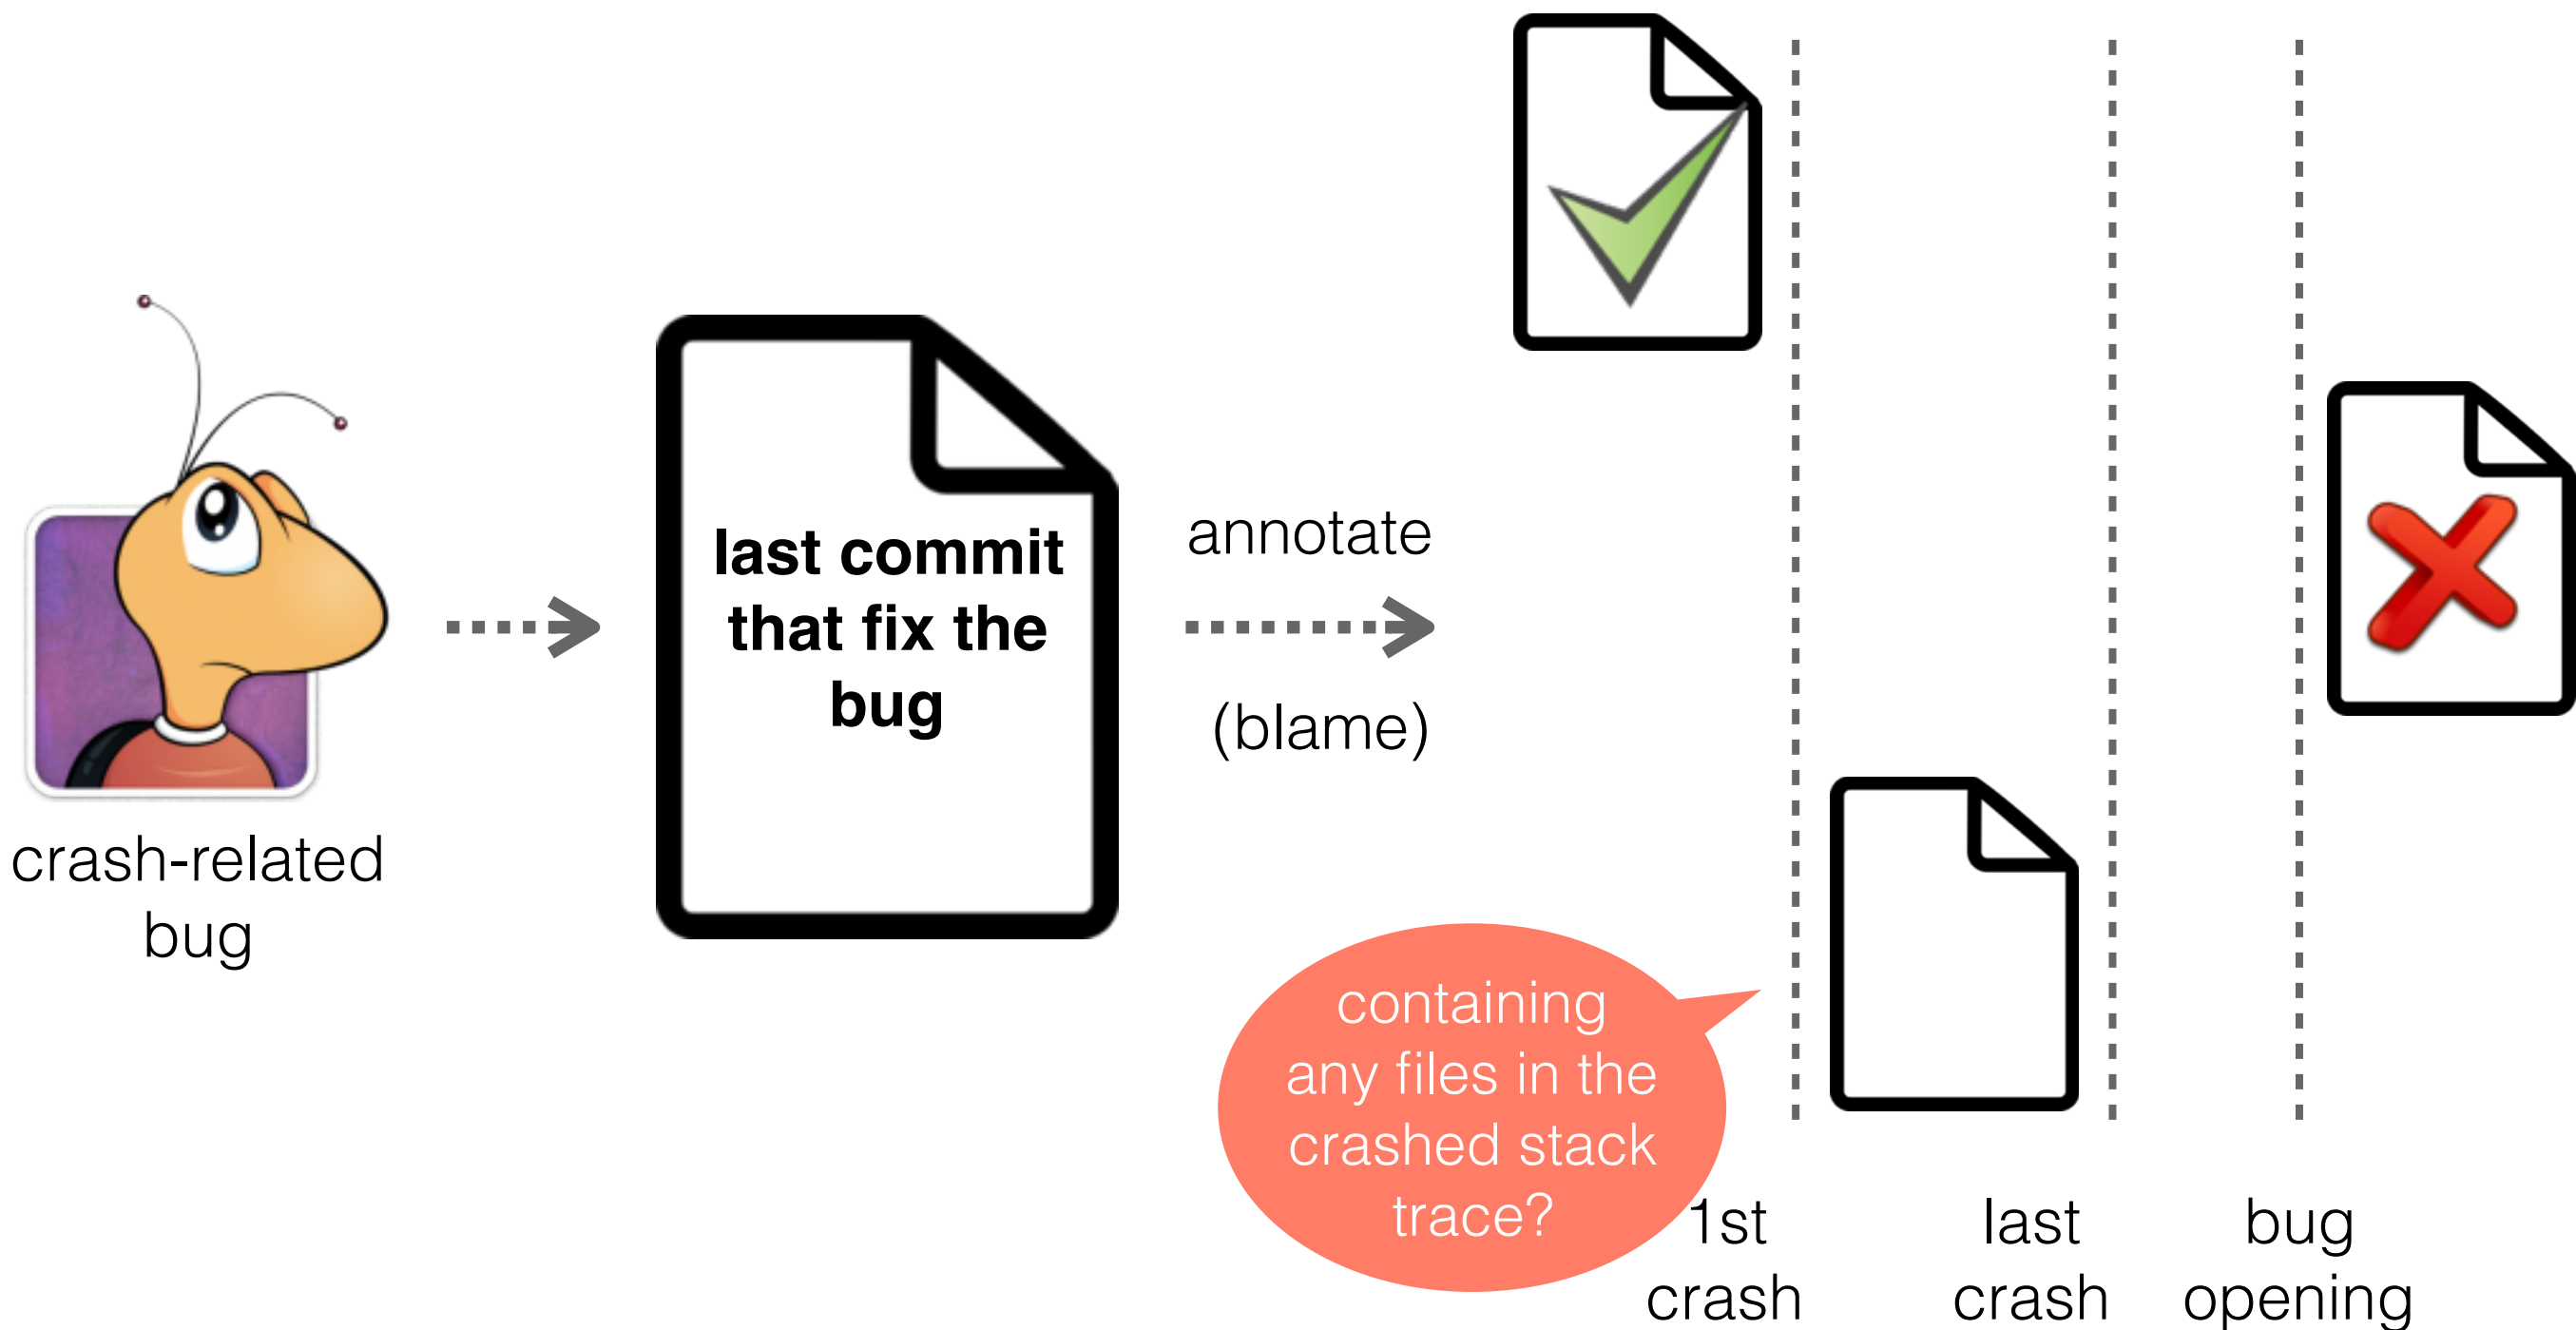 crash-related
bug
last commit
that fix the
bug
annotate
(blame)
containing
any files in the
crashed stack
trace?
1st
crash
last
crash
bug
opening